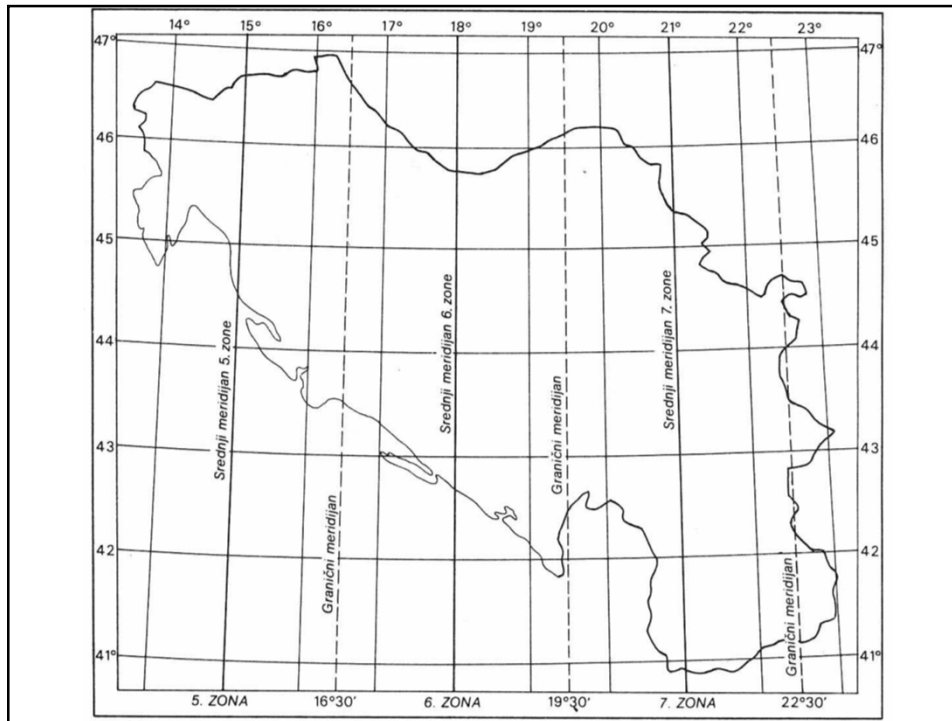 14° 15° 16° 17° 18° 19° 20° 21° 22° 23°
47° 47°
46 46
45 45
44 44
43 43
42 42
41° 41°
Srednji meridijan 5. zone
Granični meridijan
Srednji meridijan 6. zone
Granični meridijan
Srednji meridijan 7. zone
Granični meridijan
5. ZONA 16°30' 6. ZONA 19°30' 7. ZONA 22°30'